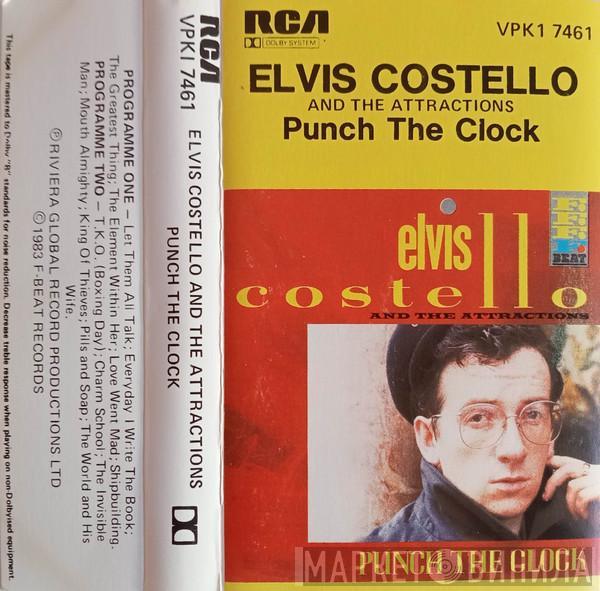 This tape is mastered to Dolby "B" standards for noise reduction. Decrease treble response when playing on non-Dolbyised equipment.
PROGRAMME ONE – Let Them All Talk; Everyday I Write The Book;
The Greatest Thing; The Element Within Her; Love Went Mad; Shipbuilding.
PROGRAMME TWO – T.K.O. (Boxing Day); Charm School; The Invisible
Man; Mouth Almighty; King Of Thieves; Pills and Soap; The World and His
Wife.
Ⓟ RIVIERA GLOBAL RECORD PRODUCTIONS LTD
© 1983 F-BEAT RECORDS
RCA
VPK1 7461
ELVIS COSTELLO AND THE ATTRACTIONS
PUNCH THE CLOCK
RCA
DOLBY SYSTEM
VPK1 7461
ELVIS COSTELLO
AND THE ATTRACTIONS
Punch The Clock
elvis
costello
AND THE ATTRACTIONS
F BEAT
PUNCH THE CLOCK
МАРКЕТ ВИНИЛА